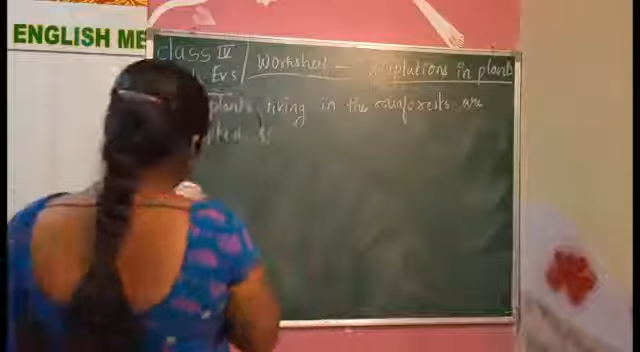 ENGLISH ME
class IV
Evs
Worksheet - Adaptations in plants
plants living in the rainforests are